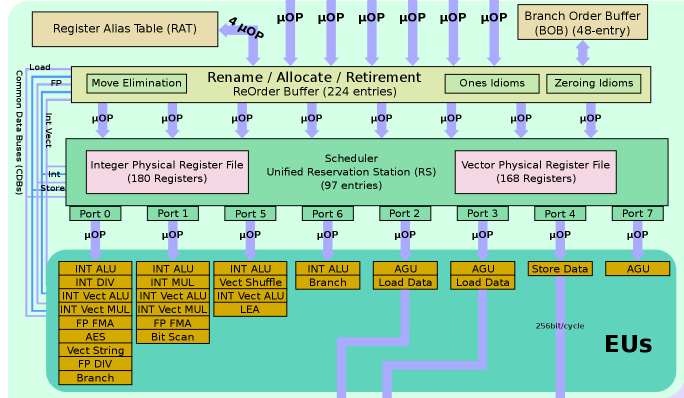 Register Alias Table (RAT)
4 μOP
μOP μOP μOP μOP μOP μOP
Branch Order Buffer
(BOB) (48-entry)
Load
FP
Common Data Buses (CDBs)
Int Vect
Int
Store
Rename / Allocate / Retirement
ReOrder Buffer (224 entries)
Move Elimination
Ones Idioms
Zeroing Idioms
μOP μOP μOP μOP μOP μOP μOP μOP
Integer Physical Register File
(180 Registers)
Scheduler
Unified Reservation Station (RS)
(97 entries)
Vector Physical Register File
(168 Registers)
Port 0 Port 1 Port 5 Port 6 Port 2 Port 3 Port 4 Port 7
μOP μOP μOP μOP μOP μOP μOP μOP
INT ALU
INT DIV
INT Vect ALU
INT Vect MUL
FP FMA
AES
Vect String
FP DIV
Branch
INT ALU
INT MUL
INT Vect ALU
INT Vect MUL
FP FMA
Bit Scan
INT ALU
Vect Shuffle
INT Vect ALU
LEA
INT ALU
Branch
AGU
Load Data
AGU
Load Data
Store Data
AGU
256bit/cycle
EUs